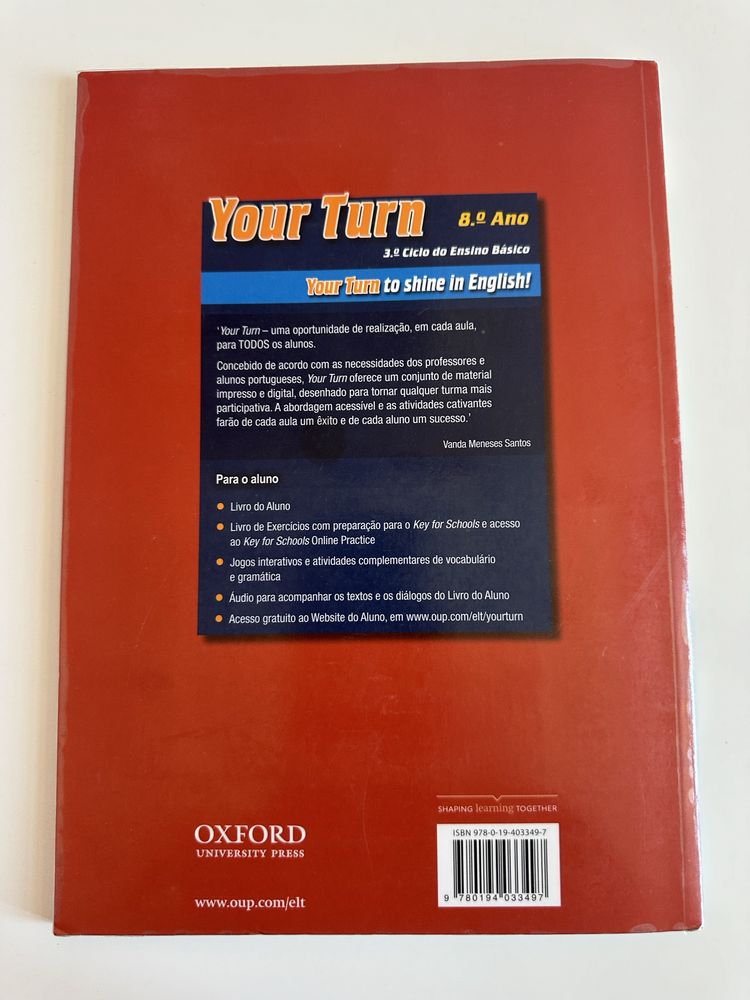 Your Turn 8.º Ano
3.º Ciclo do Ensino Básico
Your Turn to shine in English!
‘Your Turn – uma oportunidade de realização, em cada aula,
para TODOS os alunos.
Concebido de acordo com as necessidades dos professores e
alunos portugueses, Your Turn oferece um conjunto de material
impresso e digital, desenhado para tornar qualquer turma mais
participativa. A abordagem acessível e as atividades cativantes
farão de cada aula um êxito e de cada aluno um sucesso.’
Vanda Meneses Santos
Para o aluno
• Livro do Aluno
• Livro de Exercícios com preparação para o Key for Schools e acesso
ao Key for Schools Online Practice
• Jogos interativos e atividades complementares de vocabulário
e gramática
• Áudio para acompanhar os textos e os diálogos do Livro do Aluno
• Acesso gratuito ao Website do Aluno, em www.oup.com/elt/yourturn
SHAPING learning TOGETHER
OXFORD
UNIVERSITY PRESS
www.oup.com/elt
ISBN 978-0-19-403349-7
9 780194 033497